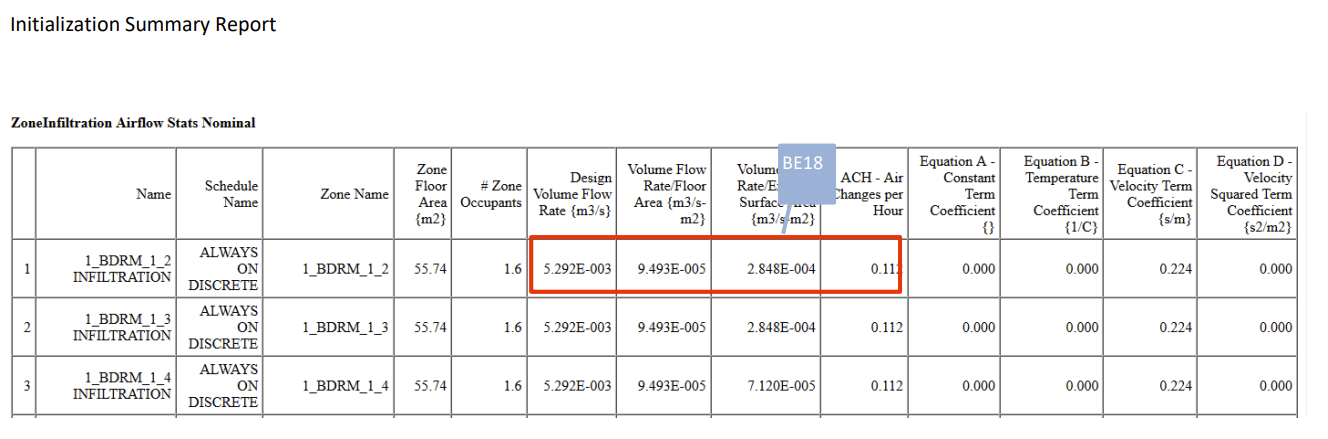 Initialization Summary Report
ZoneInfiltration Airflow Stats Nominal
Name
Schedule
Name
Zone Name
Zone
Floor
Area
{m2}
# Zone
Occupants
Design
Volume Flow
Rate {m3/s}
Volume Flow
Rate/Floor
Area {m3/s-
m2}
Volume
Rate/E
Surface
{m3/s-m2}
BE18
ACH - Air
Changes per
Hour
Equation A -
Constant
Term
Coefficient
{}
Equation B -
Temperature
Term
Coefficient
{1/C}
Equation C -
Velocity Term
Coefficient
{s/m}
Equation D -
Velocity
Squared Term
Coefficient
{s2/m2}
1
1_BDRM_1_2
INFILTRATION
ALWAYS
ON
DISCRETE
1_BDRM_1_2
55.74
1.6
5.292E-003
9.493E-005
2.848E-004
0.112
0.000
0.000
0.224
0.000
2
1_BDRM_1_3
INFILTRATION
ALWAYS
ON
DISCRETE
1_BDRM_1_3
55.74
1.6
5.292E-003
9.493E-005
2.848E-004
0.112
0.000
0.000
0.224
0.000
3
1_BDRM_1_4
INFILTRATION
ALWAYS
ON
DISCRETE
1_BDRM_1_4
55.74
1.6
5.292E-003
9.493E-005
7.120E-005
0.112
0.000
0.000
0.224
0.000